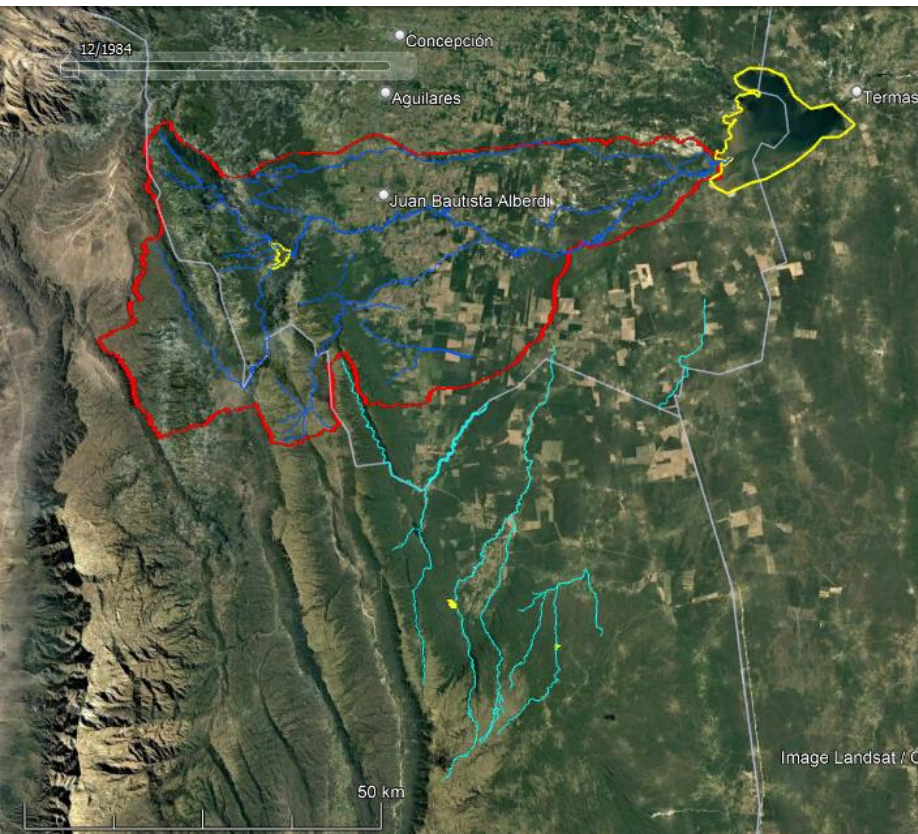 12/1984
Concepción
Aguilares
Juan Bautista Alberdi
Termas
Image Landsat / C
50 km